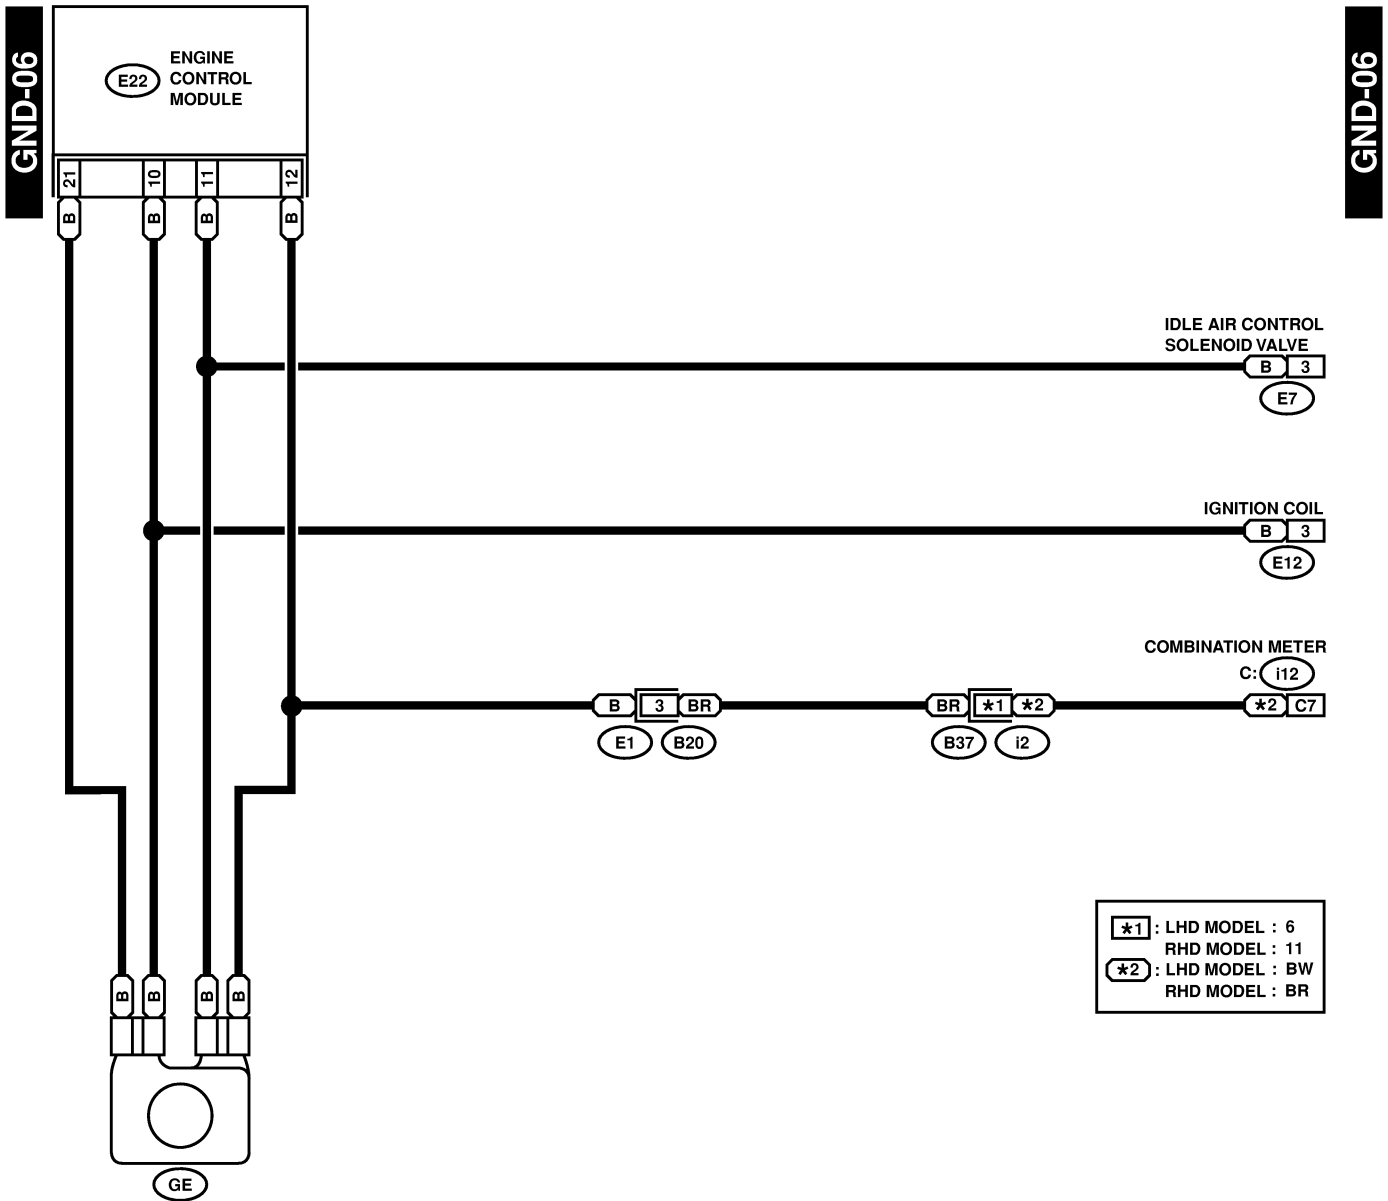 GND-06
GND-06
E22
ENGINE
CONTROL
MODULE
21 10 11 12
B B B B
IDLE AIR CONTROL
SOLENOID VALVE
B 3
E7
IGNITION COIL
B 3
E12
COMBINATION METER
C: i12
B 3 BR BR *1 *2 *2 C7
E1 B20 B37 i2
*1 : LHD MODEL : 6
RHD MODEL : 11
*2 : LHD MODEL : BW
RHD MODEL : BR
B B B B
GE